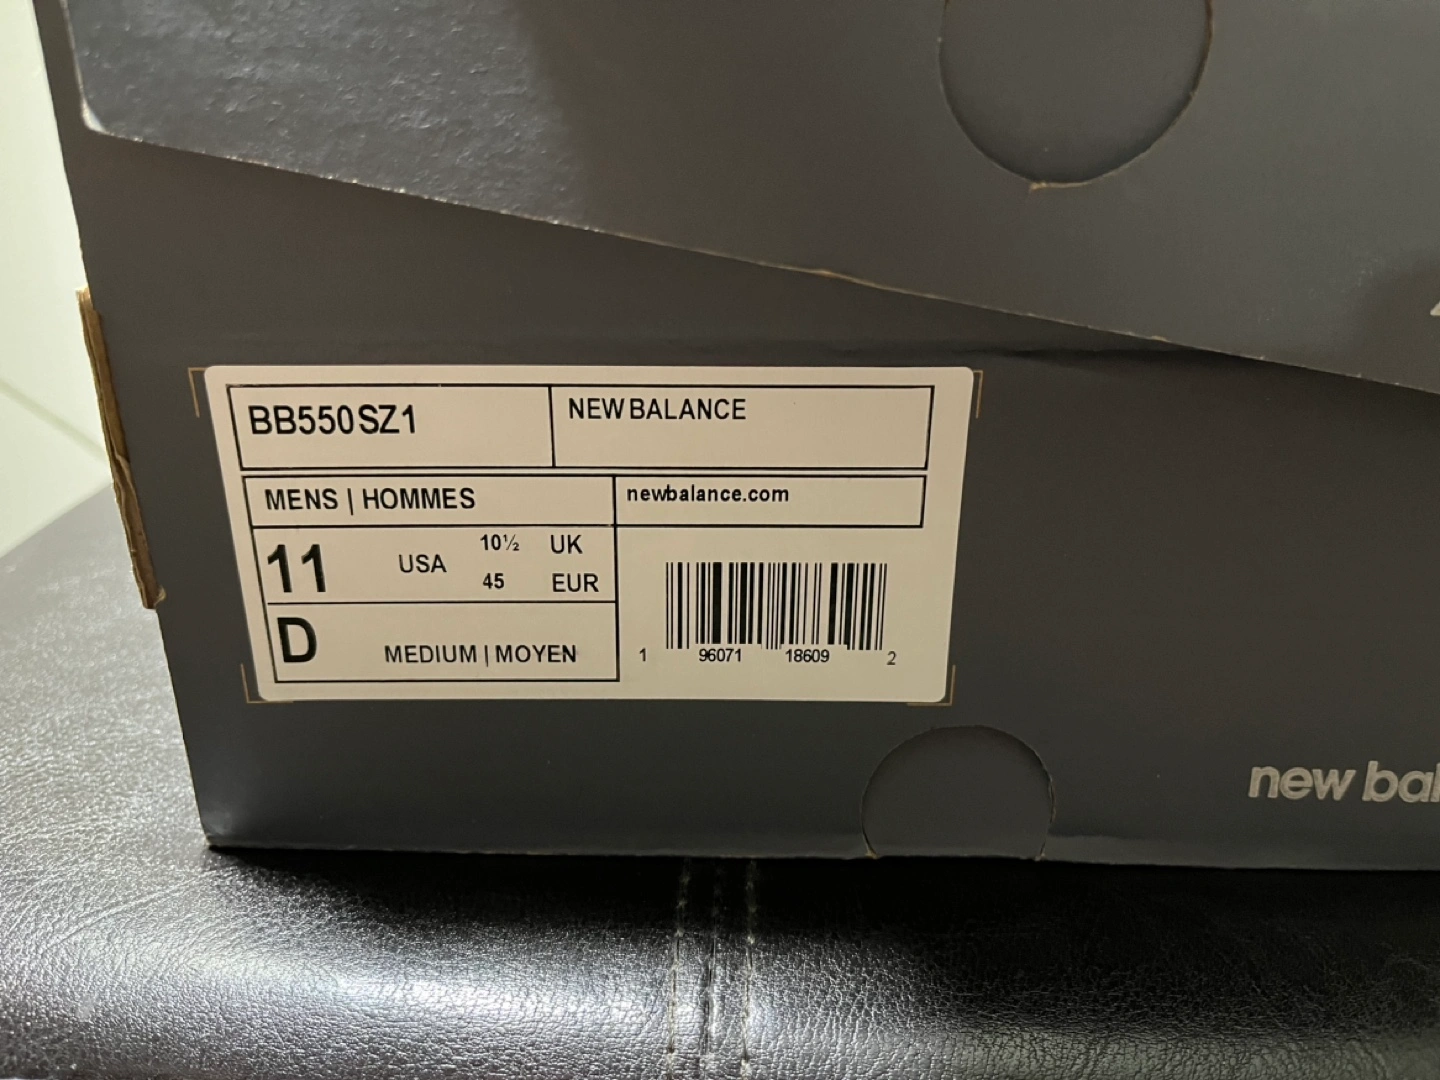 BB550SZ1
NEW BALANCE
MENS | HOMMES
newbalance.com
11 USA 10½ UK
45 EUR
D MEDIUM | MOYEN
1 96071 18609 2
new bal